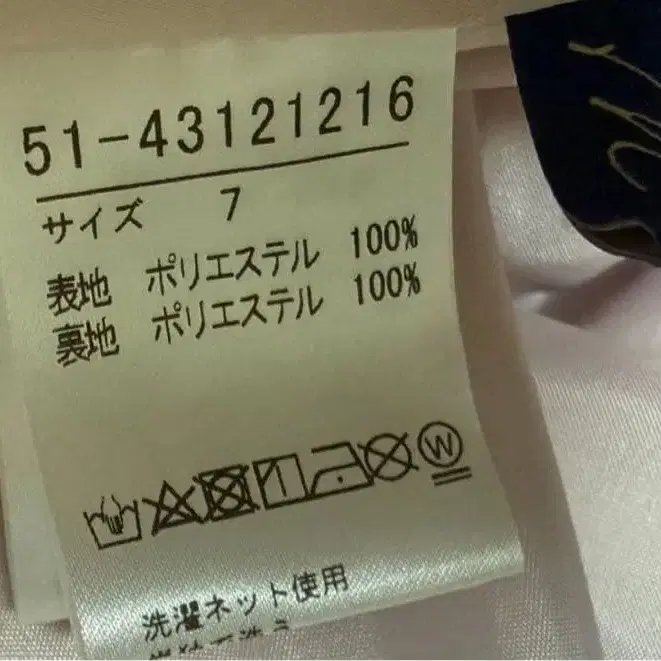 51-43121216
サイズ 7
表地 ポリエステル 100%
裏地 ポリエステル 100%
W
洗濯ネット使用